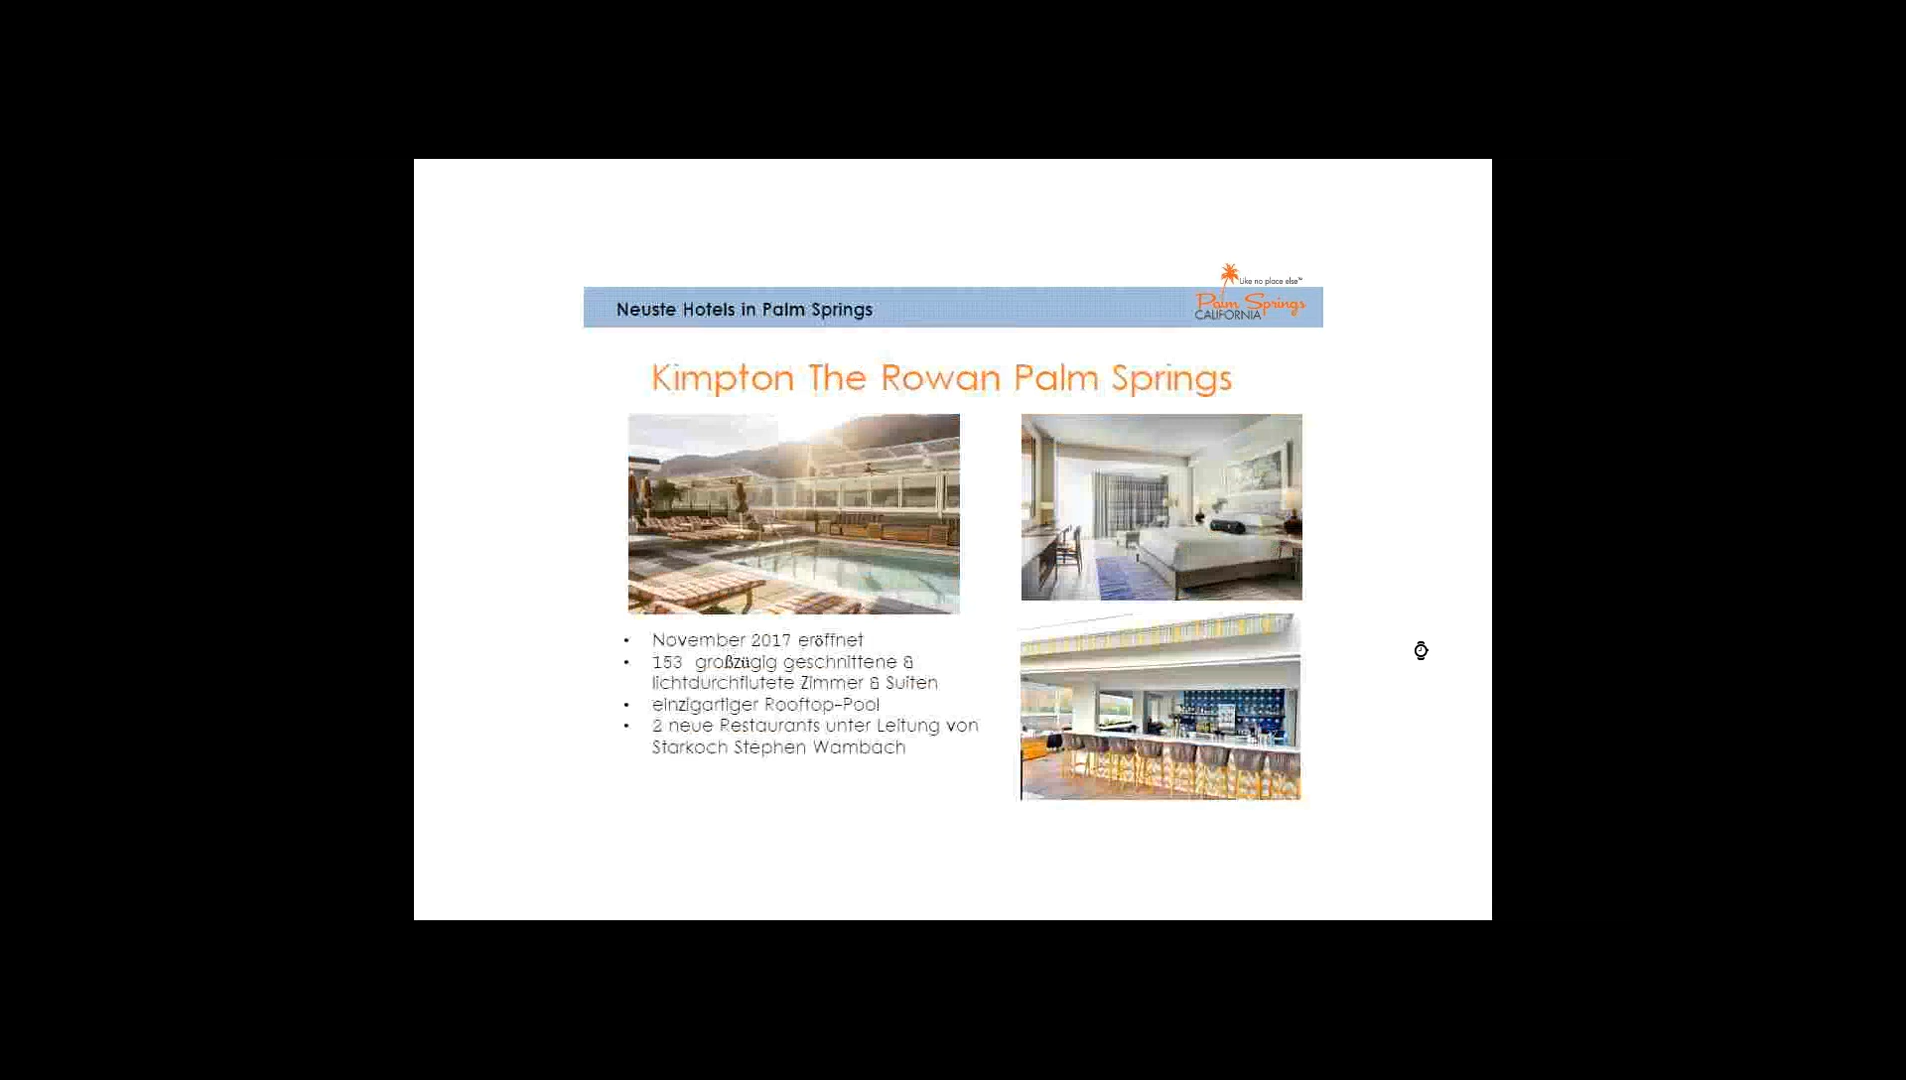 Like no place else™
Neuste Hotels in Palm Springs
Palm Springs
CALIFORNIA
Kimpton The Rowan Palm Springs
• November 2017 eröffnet
• 153 großzügig geschnittene &
lichtdurchflutete Zimmer & Suiten
• einzigartiger Rooftop-Pool
• 2 neue Restaurants unter Leitung von
Starkoch Stephen Wambach